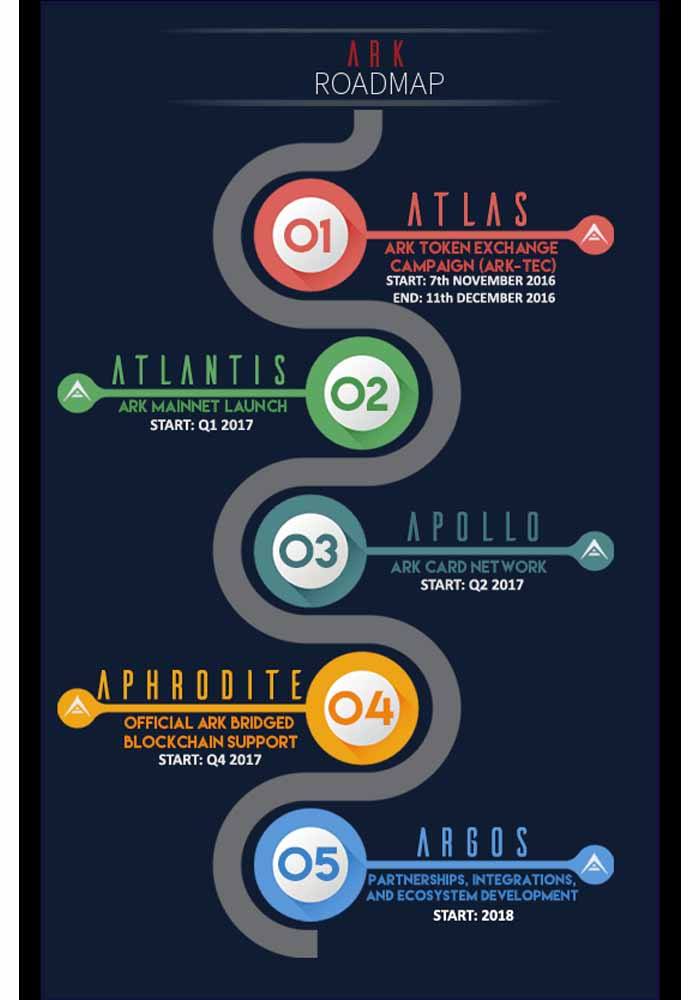 ARK
ROADMAP
01
ATLAS
ARK TOKEN EXCHANGE
CAMPAIGN (ARK-TEC)
START: 7th NOVEMBER 2016
END: 11th DECEMBER 2016
ATLANTIS
02
ARK MAINNET LAUNCH
START: Q1 2017
03
APOLLO
ARK CARD NETWORK
START: Q2 2017
APHRODITE
04
OFFICIAL ARK BRIDGED
BLOCKCHAIN SUPPORT
START: Q4 2017
05
ARGOS
PARTNERSHIPS, INTEGRATIONS,
AND ECOSYSTEM DEVELOPMENT
START: 2018